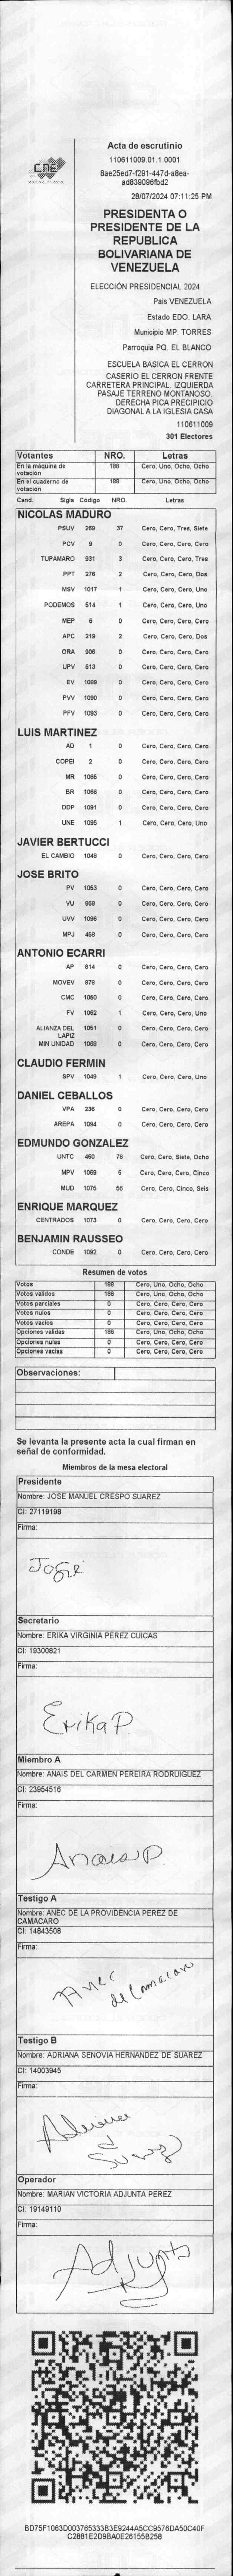 CNE
Acta de escrutinio
110611009.01.1.0001
8ae25ed7-f291-447d-a8ea-
ad839096fbd2
28/07/2024 07:11:25 PM
PRESIDENTA O
PRESIDENTE DE LA
REPUBLICA
BOLIVARIANA DE
VENEZUELA
ELECCIÓN PRESIDENCIAL 2024
Pais VENEZUELA
Estado EDO. LARA
Municipio MP. TORRES
Parroquia PQ. EL BLANCO
ESCUELA BASICA EL CERRON
CASERIO EL CERRON FRENTE
CARRETERA PRINCIPAL. IZQUIERDA
PASAJE TERRENO MONTANOSO.
DERECHA PICA PRECIPICIO
DIAGONAL A LA IGLESIA CASA
110611009
301 Electores
Votantes NRO. Letras
En la máquina de votación 188 Cero, Uno, Ocho, Ocho
En el cuaderno de votación 188 Cero, Uno, Ocho, Ocho
Cand. Sigla Código NRO. Letras
NICOLAS MADURO
PSUV 269 37 Cero, Cero, Tres, Siete
PCV 9 0 Cero, Cero, Cero, Cero
TUPAMARO 931 3 Cero, Cero, Cero, Tres
PPT 276 2 Cero, Cero, Cero, Dos
MSV 1017 1 Cero, Cero, Cero, Uno
PODEMOS 514 1 Cero, Cero, Cero, Uno
MEP 6 0 Cero, Cero, Cero, Cero
APC 219 2 Cero, Cero, Cero, Dos
ORA 906 0 Cero, Cero, Cero, Cero
UPV 613 0 Cero, Cero, Cero, Cero
EV 1089 0 Cero, Cero, Cero, Cero
PVV 1090 0 Cero, Cero, Cero, Cero
PFV 1093 0 Cero, Cero, Cero, Cero
LUIS MARTINEZ
AD 1 0 Cero, Cero, Cero, Cero
COPEI 2 0 Cero, Cero, Cero, Cero
MR 1065 0 Cero, Cero, Cero, Cero
BR 1066 0 Cero, Cero, Cero, Cero
DDP 1091 0 Cero, Cero, Cero, Cero
UNE 1095 1 Cero, Cero, Cero, Uno
JAVIER BERTUCCI
EL CAMBIO 1048 0 Cero, Cero, Cero, Cero
JOSE BRITO
PV 1053 0 Cero, Cero, Cero, Cero
VU 968 0 Cero, Cero, Cero, Cero
UVV 1096 0 Cero, Cero, Cero, Cero
MPJ 458 0 Cero, Cero, Cero, Cero
ANTONIO ECARRI
AP 814 0 Cero, Cero, Cero, Cero
MOVEV 878 0 Cero, Cero, Cero, Cero
CMC 1050 0 Cero, Cero, Cero, Cero
FV 1062 1 Cero, Cero, Cero, Uno
ALIANZA DEL LAPIZ 1051 0 Cero, Cero, Cero, Cero
MIN UNIDAD 1068 0 Cero, Cero, Cero, Cero
CLAUDIO FERMIN
SPV 1049 1 Cero, Cero, Cero, Uno
DANIEL CEBALLOS
VPA 236 0 Cero, Cero, Cero, Cero
AREPA 1094 0 Cero, Cero, Cero, Cero
EDMUNDO GONZALEZ
UNTC 460 78 Cero, Cero, Siete, Ocho
MPV 1069 5 Cero, Cero, Cero, Cinco
MUD 1075 56 Cero, Cero, Cinco, Seis
ENRIQUE MARQUEZ
CENTRADOS 1073 0 Cero, Cero, Cero, Cero
BENJAMIN RAUSSEO
CONDE 1092 0 Cero, Cero, Cero, Cero
Resumen de votos
Votos 188 Cero, Uno, Ocho, Ocho
Votos validos 188 Cero, Uno, Ocho, Ocho
Votos parciales 0 Cero, Cero, Cero, Cero
Votos nulos 0 Cero, Cero, Cero, Cero
Votos vacios 0 Cero, Cero, Cero, Cero
Opciones validas 188 Cero, Uno, Ocho, Ocho
Opciones nulas 0 Cero, Cero, Cero, Cero
Opciones vacias 0 Cero, Cero, Cero, Cero
Observaciones:
Se levanta la presente acta la cual firman en
señal de conformidad.
Miembros de la mesa electoral
Presidente
Nombre: JOSE MANUEL CRESPO SUAREZ
CI: 27119198
Firma:
José
Secretario
Nombre: ERIKA VIRGINIA PEREZ CUICAS
CI: 19300821
Firma:
Erika P
Miembro A
Nombre: ANAIS DEL CARMEN PEREIRA RODRUIGUEZ
CI: 23954516
Firma:
Anais P
Testigo A
Nombre: ANEC DE LA PROVIDENCIA PEREZ DE
CAMACARO
CI: 14843508
Firma:
Anec
de Camacaro
Testigo B
Nombre: ADRIANA SENOVIA HERNANDEZ DE SUAREZ
CI: 14003945
Firma:
Adriana
d
Suarez
Operador
Nombre: MARIAN VICTORIA ADJUNTA PEREZ
CI: 19149110
Firma:
Adjunta
BD75F1063D003765333B3E9244A5CC9576DA50C40F
C2881E2D9BA0E26155B258